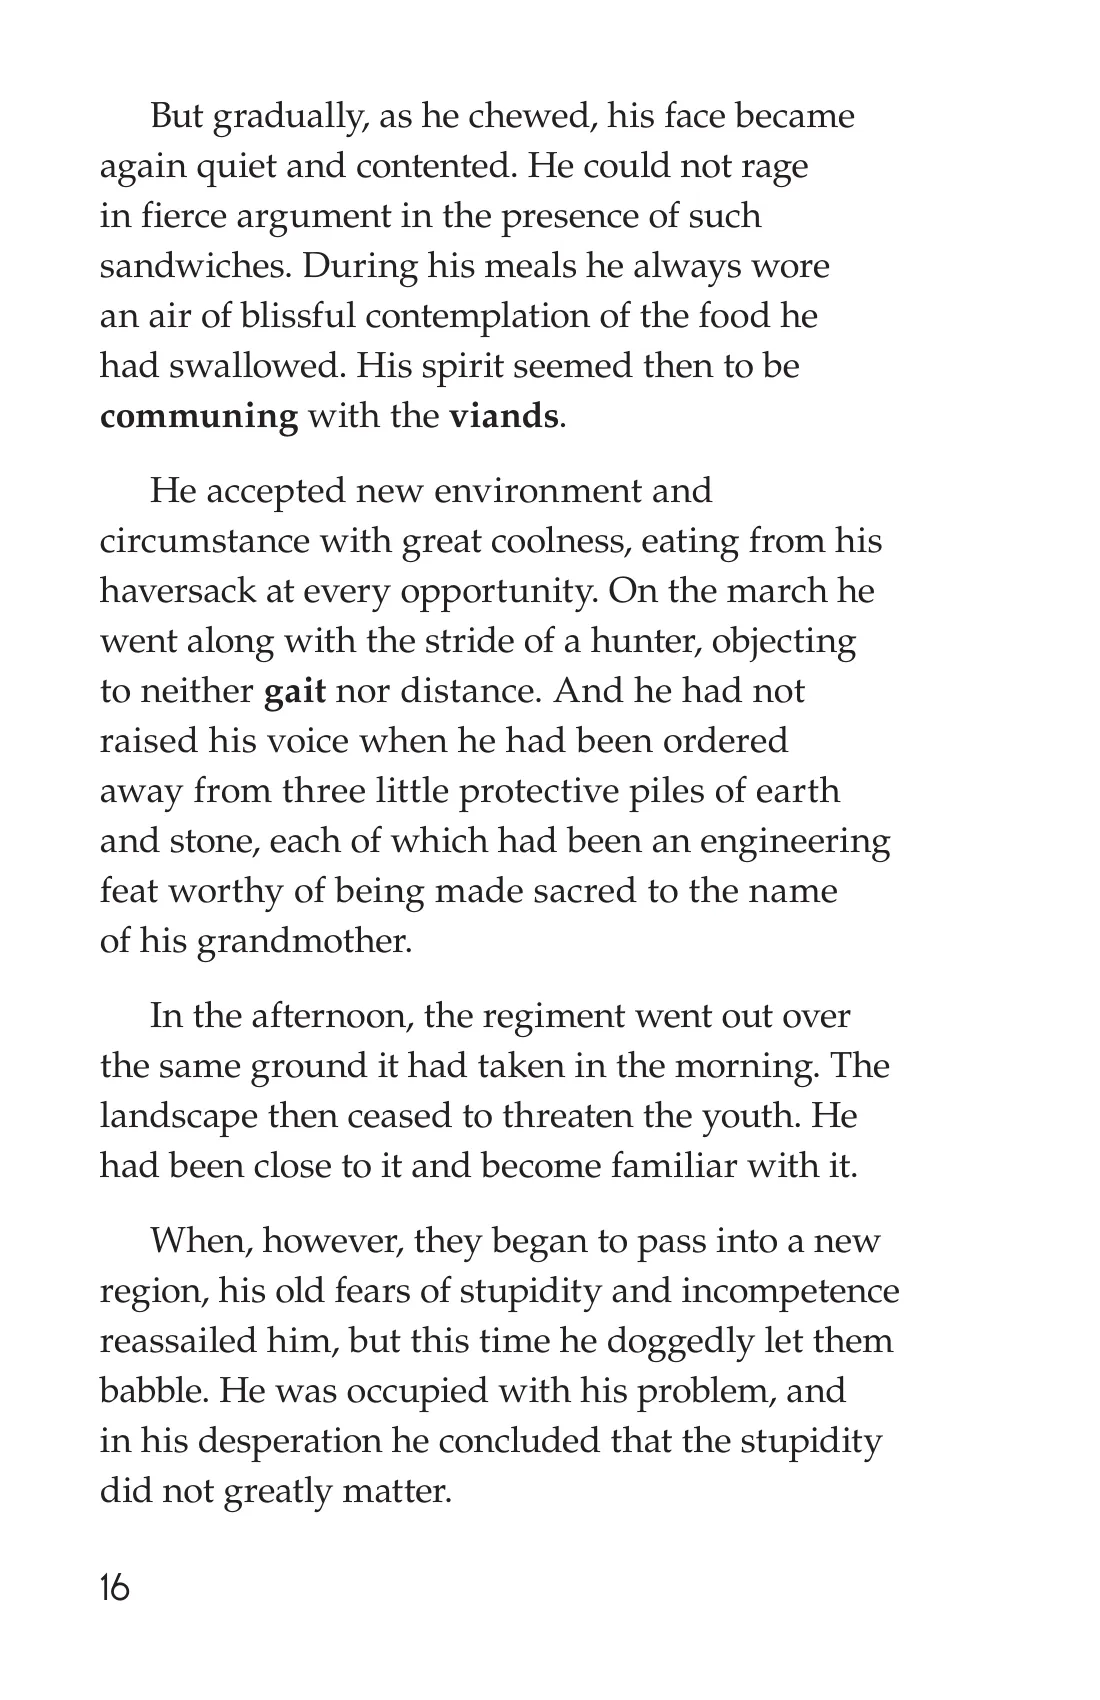 But gradually, as he chewed, his face became
again quiet and contented. He could not rage
in fierce argument in the presence of such
sandwiches. During his meals he always wore
an air of blissful contemplation of the food he
had swallowed. His spirit seemed then to be
communing with the viands.
He accepted new environment and
circumstance with great coolness, eating from his
haversack at every opportunity. On the march he
went along with the stride of a hunter, objecting
to neither gait nor distance. And he had not
raised his voice when he had been ordered
away from three little protective piles of earth
and stone, each of which had been an engineering
feat worthy of being made sacred to the name
of his grandmother.
In the afternoon, the regiment went out over
the same ground it had taken in the morning. The
landscape then ceased to threaten the youth. He
had been close to it and become familiar with it.
When, however, they began to pass into a new
region, his old fears of stupidity and incompetence
reassailed him, but this time he doggedly let them
babble. He was occupied with his problem, and
in his desperation he concluded that the stupidity
did not greatly matter.
16